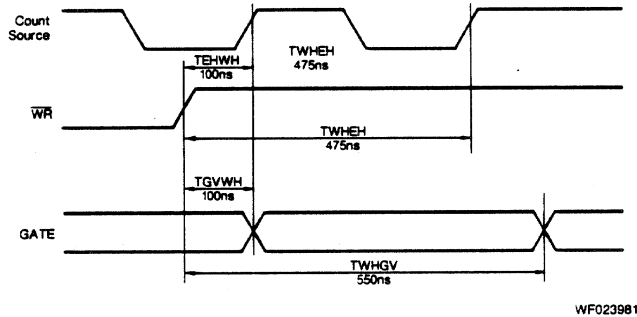 Count
Source
TEHWH
100ns
TWHEH
475ns
WR
TWHEH
475ns
TGVWH
100ns
GATE
TWHGV
550ns
WF023981